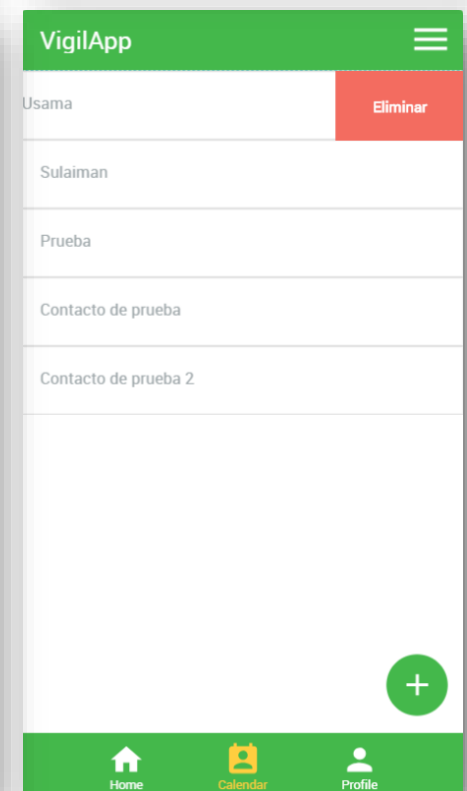 VigilApp
Usama
Eliminar
Sulaiman
Prueba
Contacto de prueba
Contacto de prueba 2
+
Home
Calendar
Profile